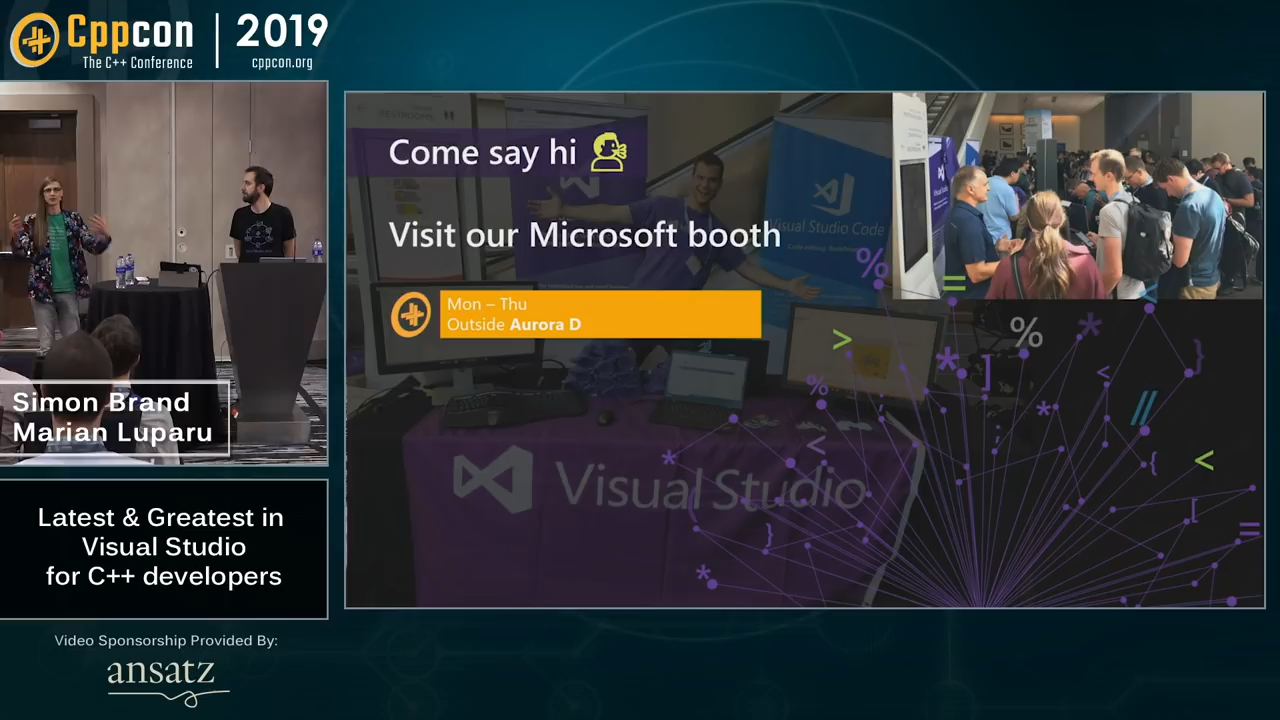 Cppcon
The C++ Conference
2019
cppcon.org
RESTROOMS
Come say hi
Visit our Microsoft booth
Visual Studio Code
Mon – Thu
Outside Aurora D
Visual Studio
Simon Brand
Marian Luparu
Latest & Greatest in
Visual Studio
for C++ developers
Video Sponsorship Provided By:
ansatz